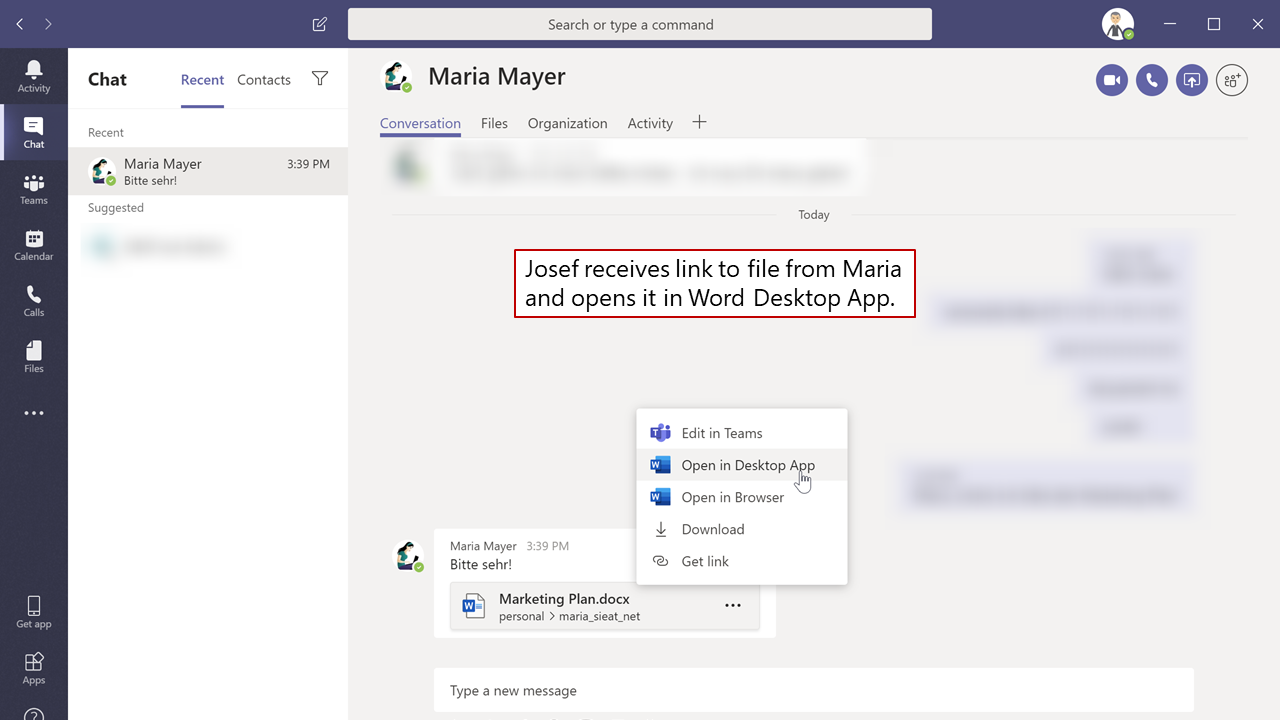 Search or type a command
Activity
Chat
Teams
Calendar
Calls
Files
Get app
Apps
Chat
Recent
Contacts
Recent
Maria Mayer
3:39 PM
Bitte sehr!
Suggested
Maria Mayer
Conversation
Files
Organization
Activity
Today
Josef receives link to file from Maria
and opens it in Word Desktop App.
Edit in Teams
Open in Desktop App
Open in Browser
Download
Get link
Maria Mayer 3:39 PM
Bitte sehr!
Marketing Plan.docx
personal > maria_sieat_net
Type a new message